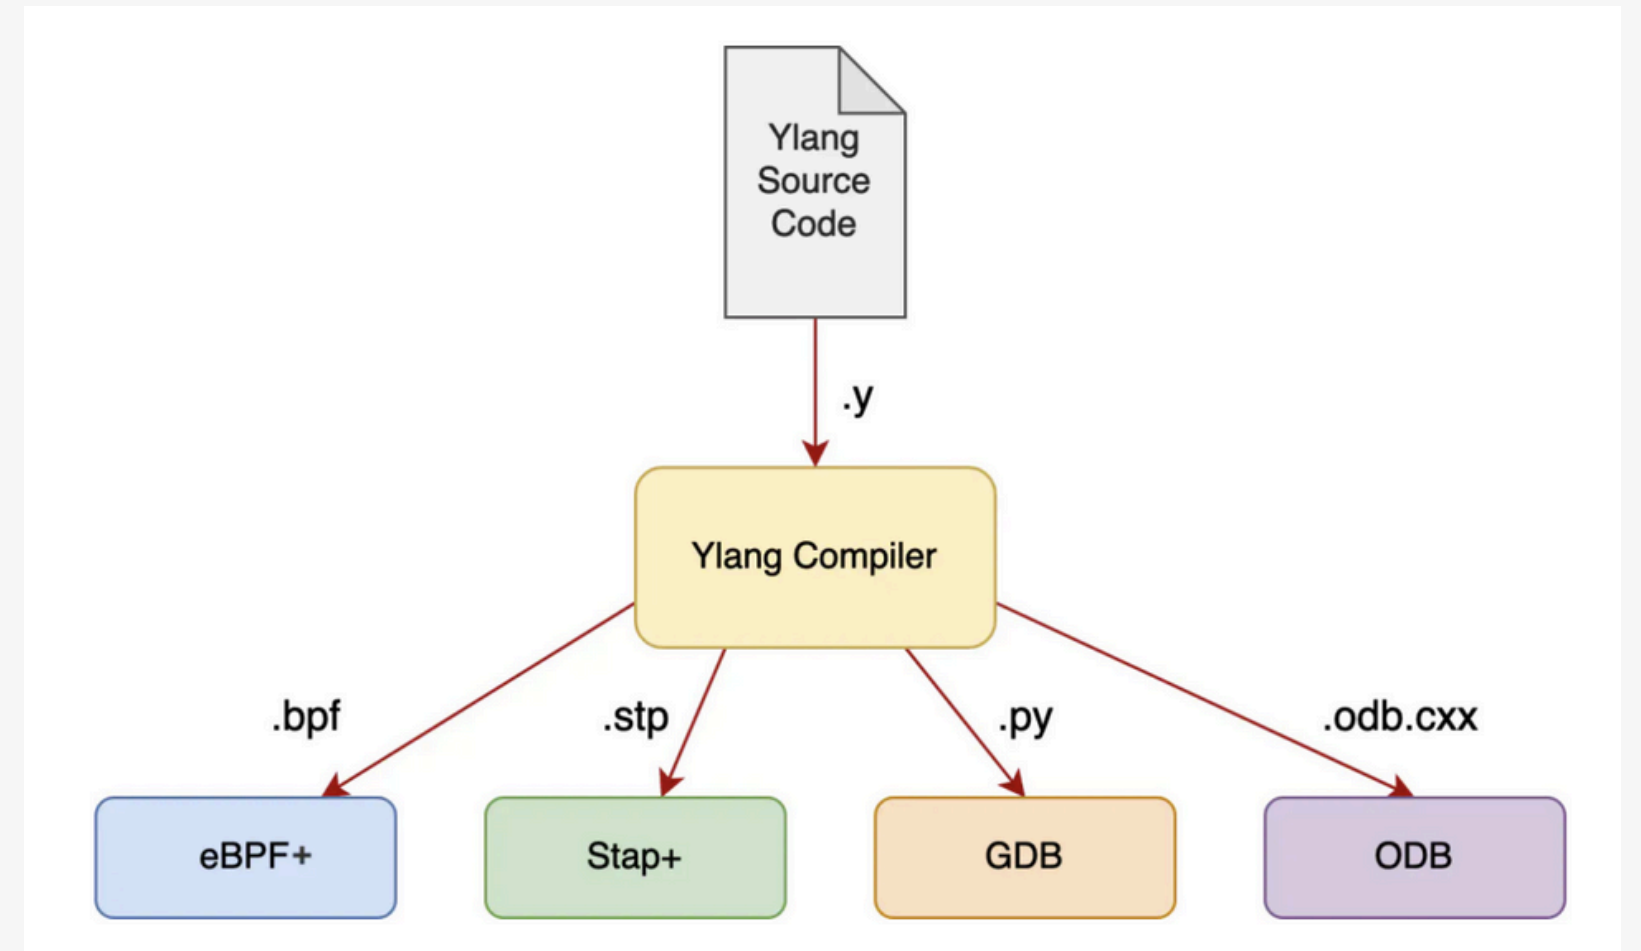 Ylang
Source
Code
.y
Ylang Compiler
.bpf
.stp
.py
.odb.cxx
eBPF+
Stap+
GDB
ODB